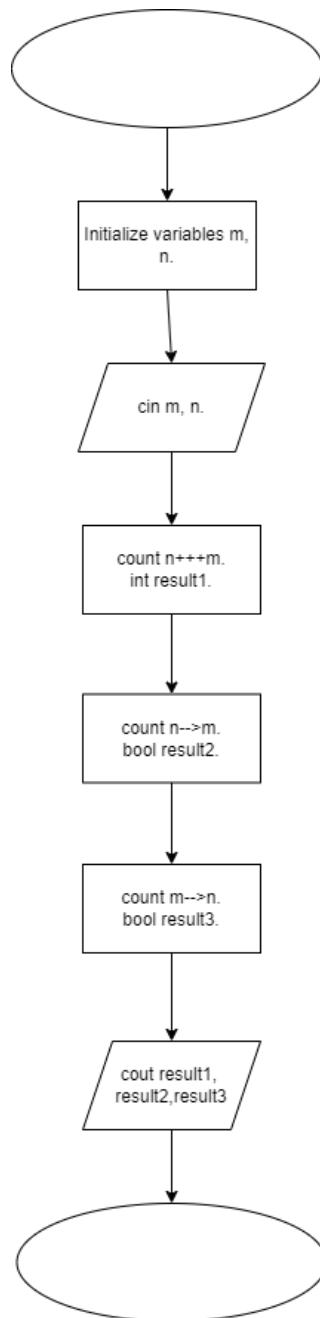 Initialize variables m,
n.
cin m, n.
count n+++m.
int result1.
count n-->m.
bool result2.
count m-->n.
bool result3.
cout result1,
result2,result3